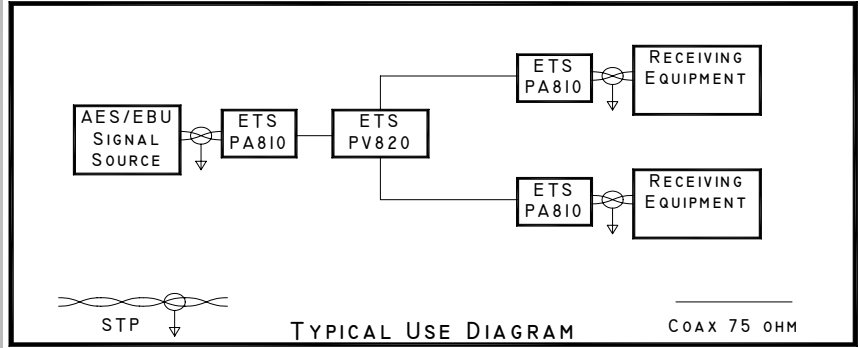 AES/EBU
SIGNAL
SOURCE
ETS
PA810
ETS
PV820
ETS
PA810
RECEIVING
EQUIPMENT
ETS
PA810
RECEIVING
EQUIPMENT
STP
TYPICAL USE DIAGRAM
COAX 75 OHM